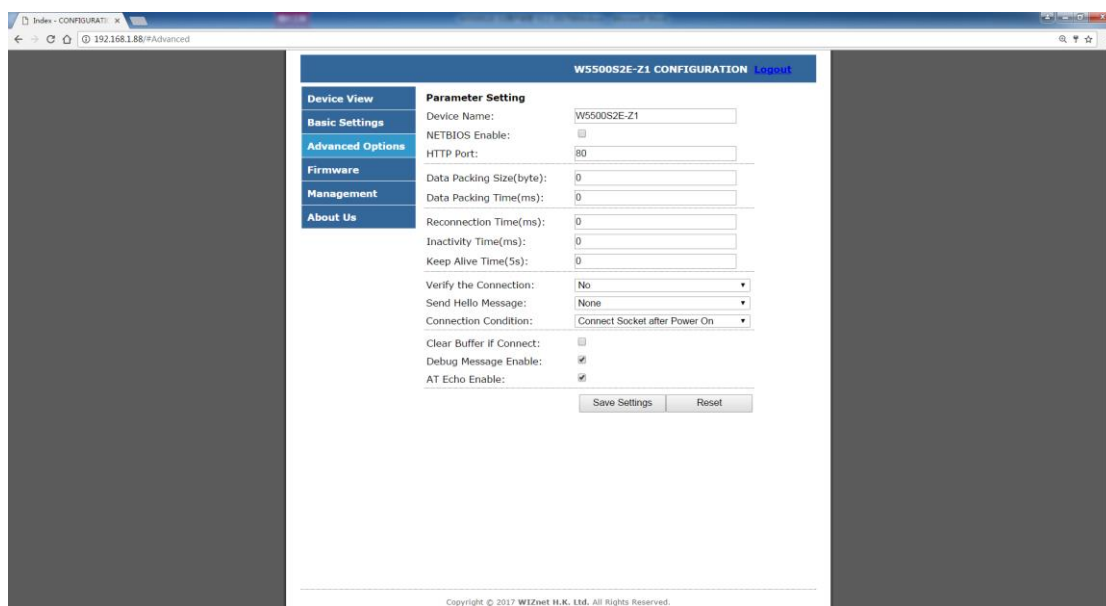 Index - CONFIGURATI
192.168.1.88/#Advanced
W5500S2E-Z1 CONFIGURATION Logout
Device View
Basic Settings
Advanced Options
Firmware
Management
About Us
Parameter Setting
Device Name: W5500S2E-Z1
NETBIOS Enable:
HTTP Port: 80
Data Packing Size(byte): 0
Data Packing Time(ms): 0
Reconnection Time(ms): 0
Inactivity Time(ms): 0
Keep Alive Time(5s): 0
Verify the Connection: No
Send Hello Message: None
Connection Condition: Connect Socket after Power On
Clear Buffer if Connect:
Debug Message Enable:
AT Echo Enable:
Save Settings Reset
Copyright © 2017 WIZnet H.K. Ltd. All Rights Reserved.